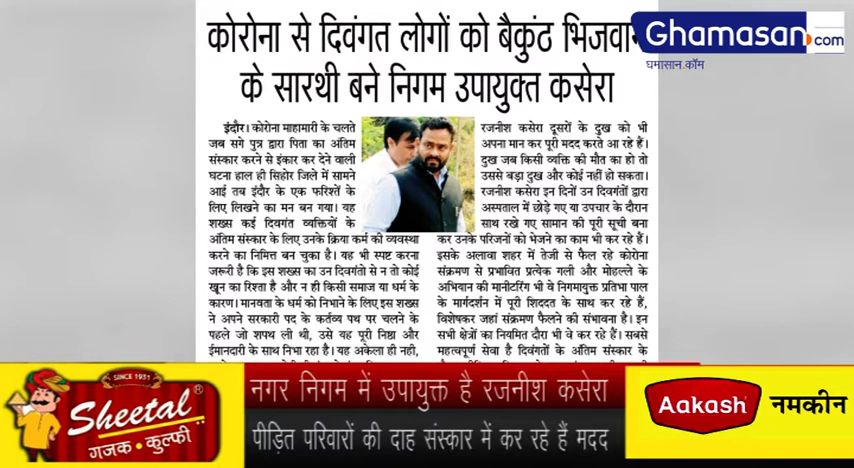 Ghamasan.com
घमासान.कॉम
कोरोना से दिवंगत लोगों को बैकुंठ भिजवाने
के सारथी बने निगम उपायुक्त कसेरा
इंदौर। कोरोना माहामारी के चलते
जब सगे पुत्र द्वारा पिता का अंतिम
संस्कार करने से इंकार कर देने वाली
घटना हाल ही सिहोर जिले में सामने
आई तब इंदौर के एक फरिश्ते के
लिए लिखने का मन बन गया। यह
शख्स कई दिवगंत व्यक्तियों के
अंतिम संस्कार के लिए उनके क्रिया कर्म की व्यवस्था
करने का निमित्त बन चुका है। यह भी स्पष्ट करना
जरूरी है कि इस शख्स का उन दिवगंतो से न तो कोई
खून का रिश्ता है और न ही किसी समाज या धर्म के
कारण। मानवता के धर्म को निभाने के लिए इस शख्स
ने अपने सरकारी पद के कर्तव्य पथ पर चलने के
पहले जो शपथ ली थी, उसे यह पूरी निष्ठा और
ईमानदारी के साथ निभा रहा है। यह अकेला ही नही,
रजनीश कसेरा दूसरों के दुख को भी
अपना मान कर पूरी मदद करते आ रहे हैं।
दुख जब किसी व्यक्ति की मौत का हो तो
उससे बड़ा दुख और कोई नहीं हो सकता।
रजनीश कसेरा इन दिनों उन दिवगंतों द्वारा
अस्पताल में छोड़े गए या उपचार के दौरान
साथ रखे गए सामान की पूरी सूची बना
कर उनके परिजनों को भेजने का काम भी कर रहे हैं।
इसके अलावा शहर में तेजी से फैल रहे कोरोना
संक्रमण से प्रभावित प्रत्येक गली और मोहल्ले के
अभियान की मानीटरिंग भी वे निगमायुक्त प्रतिभा पाल
के मार्गदर्शन में पूरी शिद्दत के साथ कर रहे हैं,
विशेषकर जहां संक्रमण फैलने की संभावना है। इन
सभी क्षेत्रों का नियमित दौरा भी वे कर रहे हैं। सबसे
महत्वपूर्ण सेवा है दिवगंतों के अंतिम संस्कार के
SINCE 1931
Sheetal
गजक • कुल्फी
नगर निगम में उपायुक्त है रजनीश कसेरा
पीड़ित परिवारों की दाह संस्कार में कर रहे हैं मदद
Aakash नमकीन